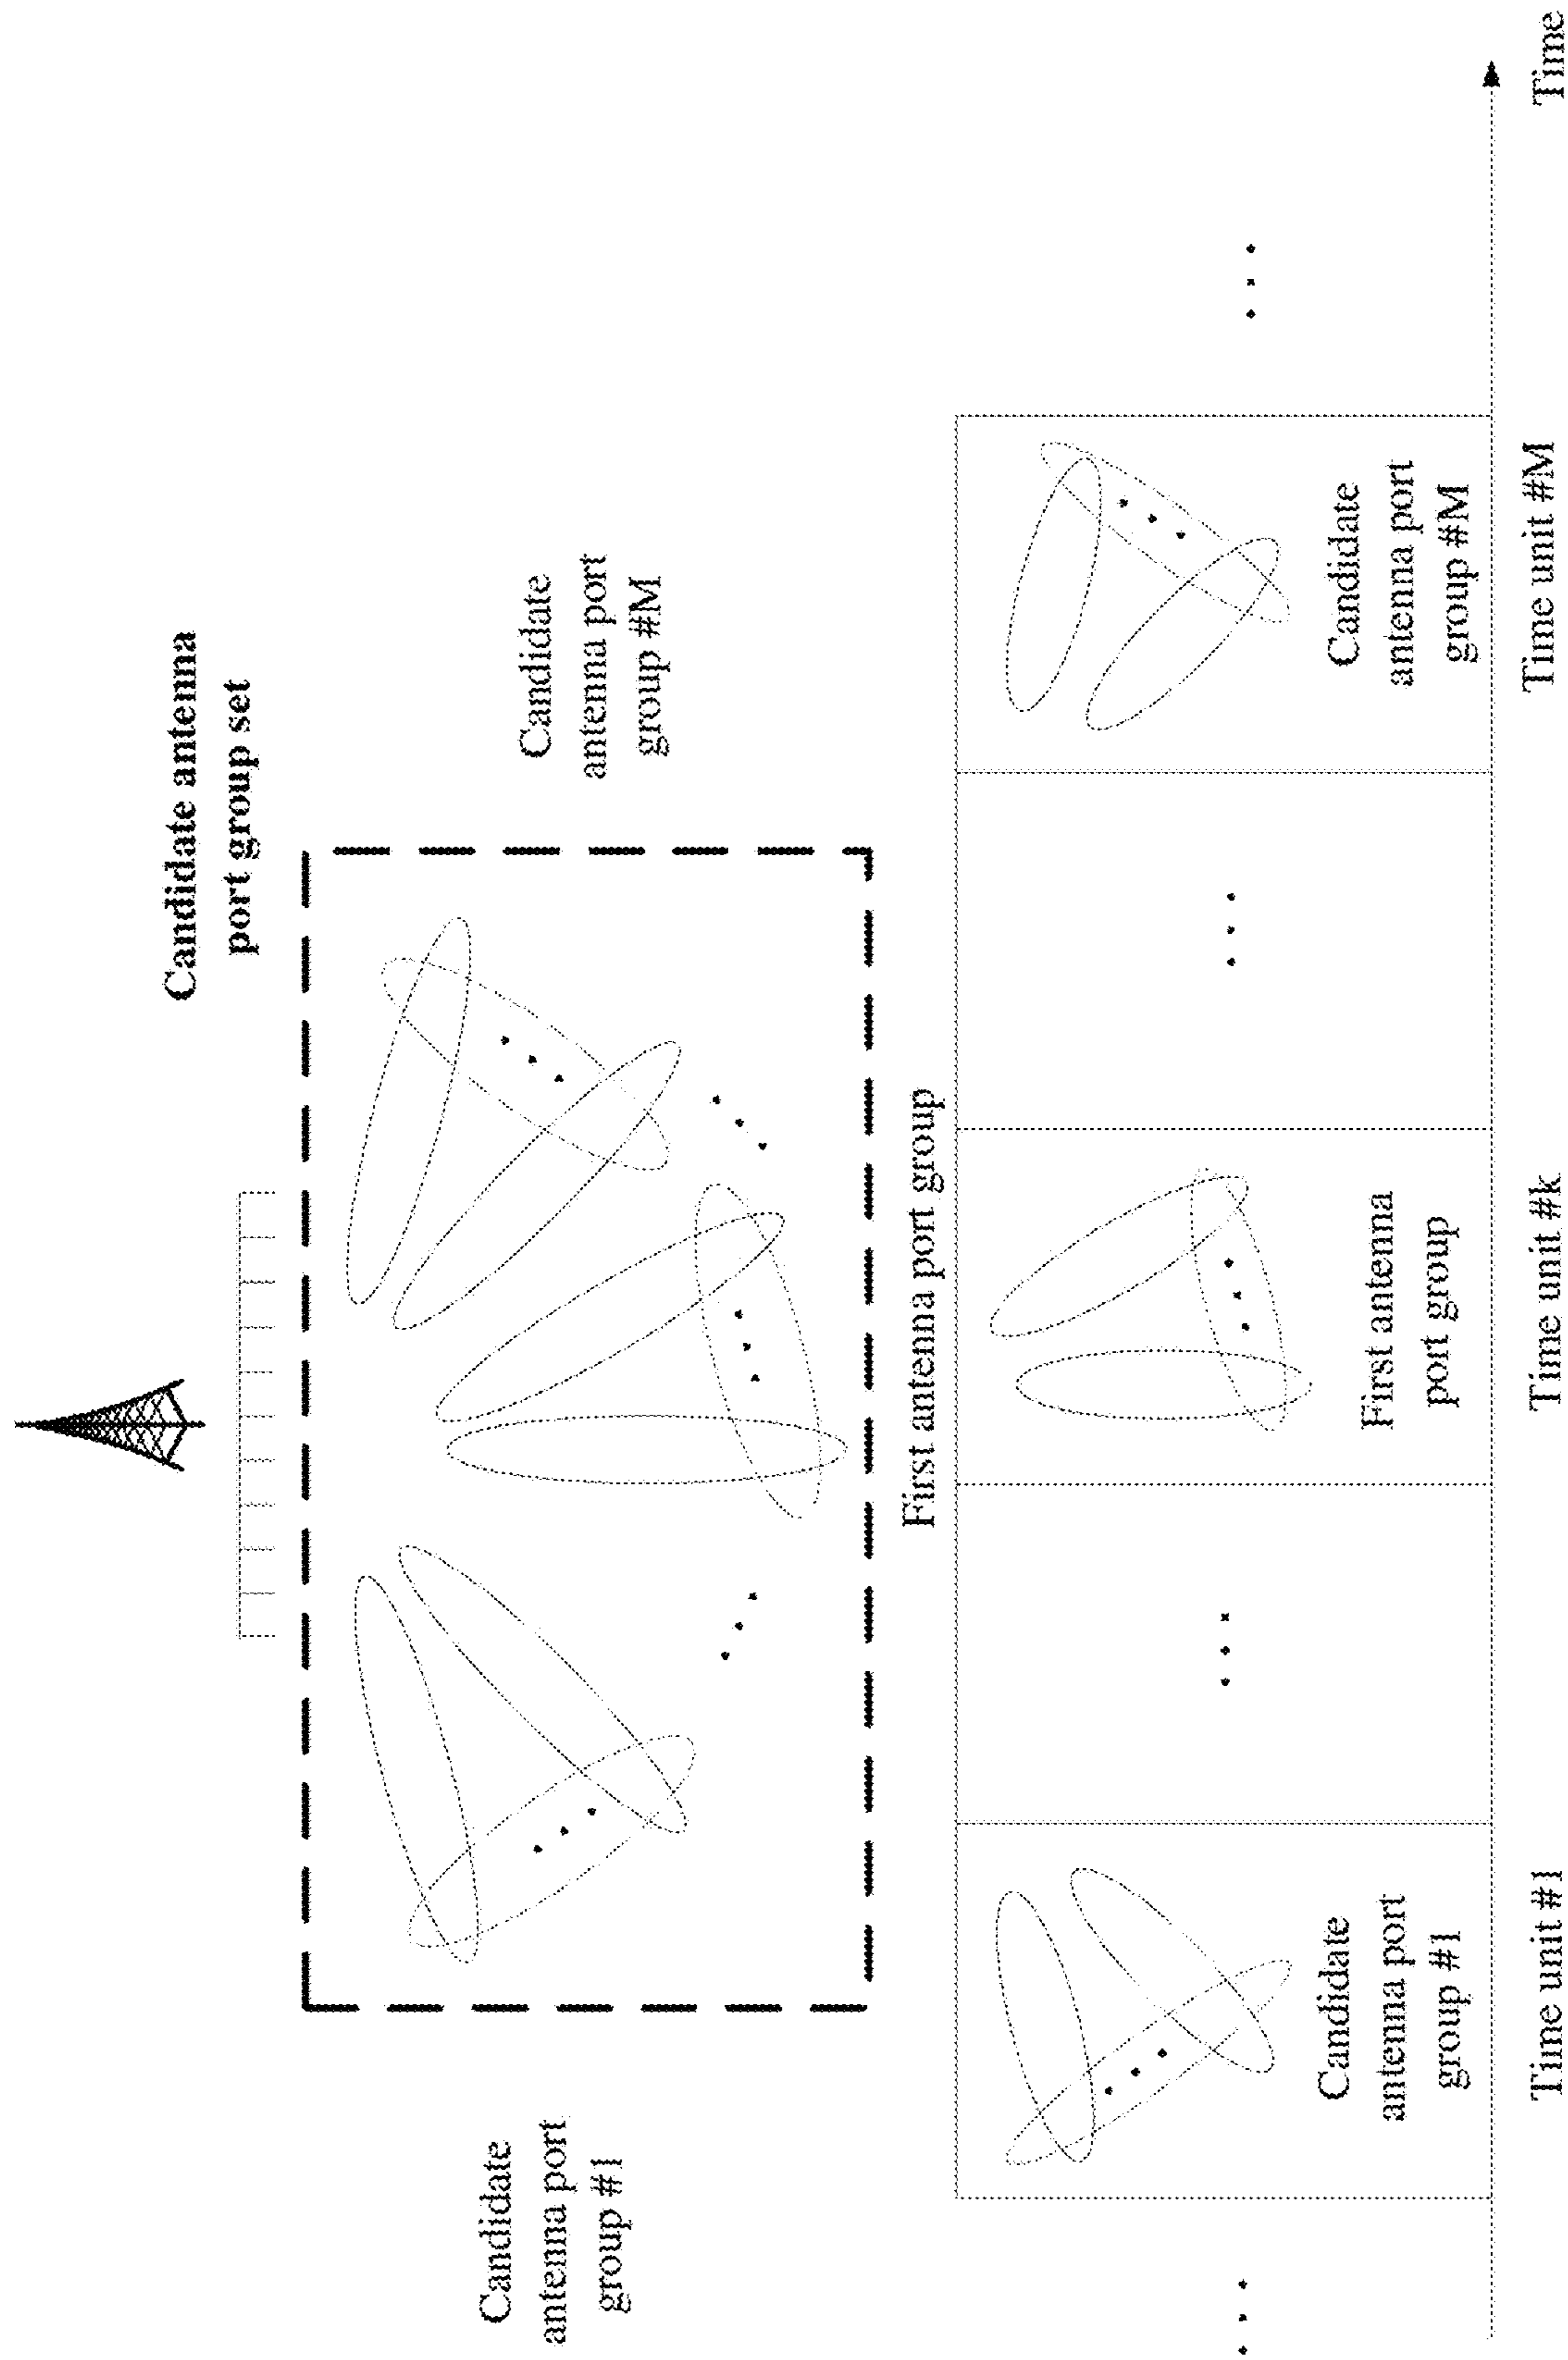 Candidate antenna
port group set
Candidate
antenna port
group #1
Candidate
antenna port
group #M
First antenna port group
Candidate
antenna port
group #1
First antenna
port group
Candidate
antenna port
group #M
Time unit #1
Time unit #k
Time unit #M
Time